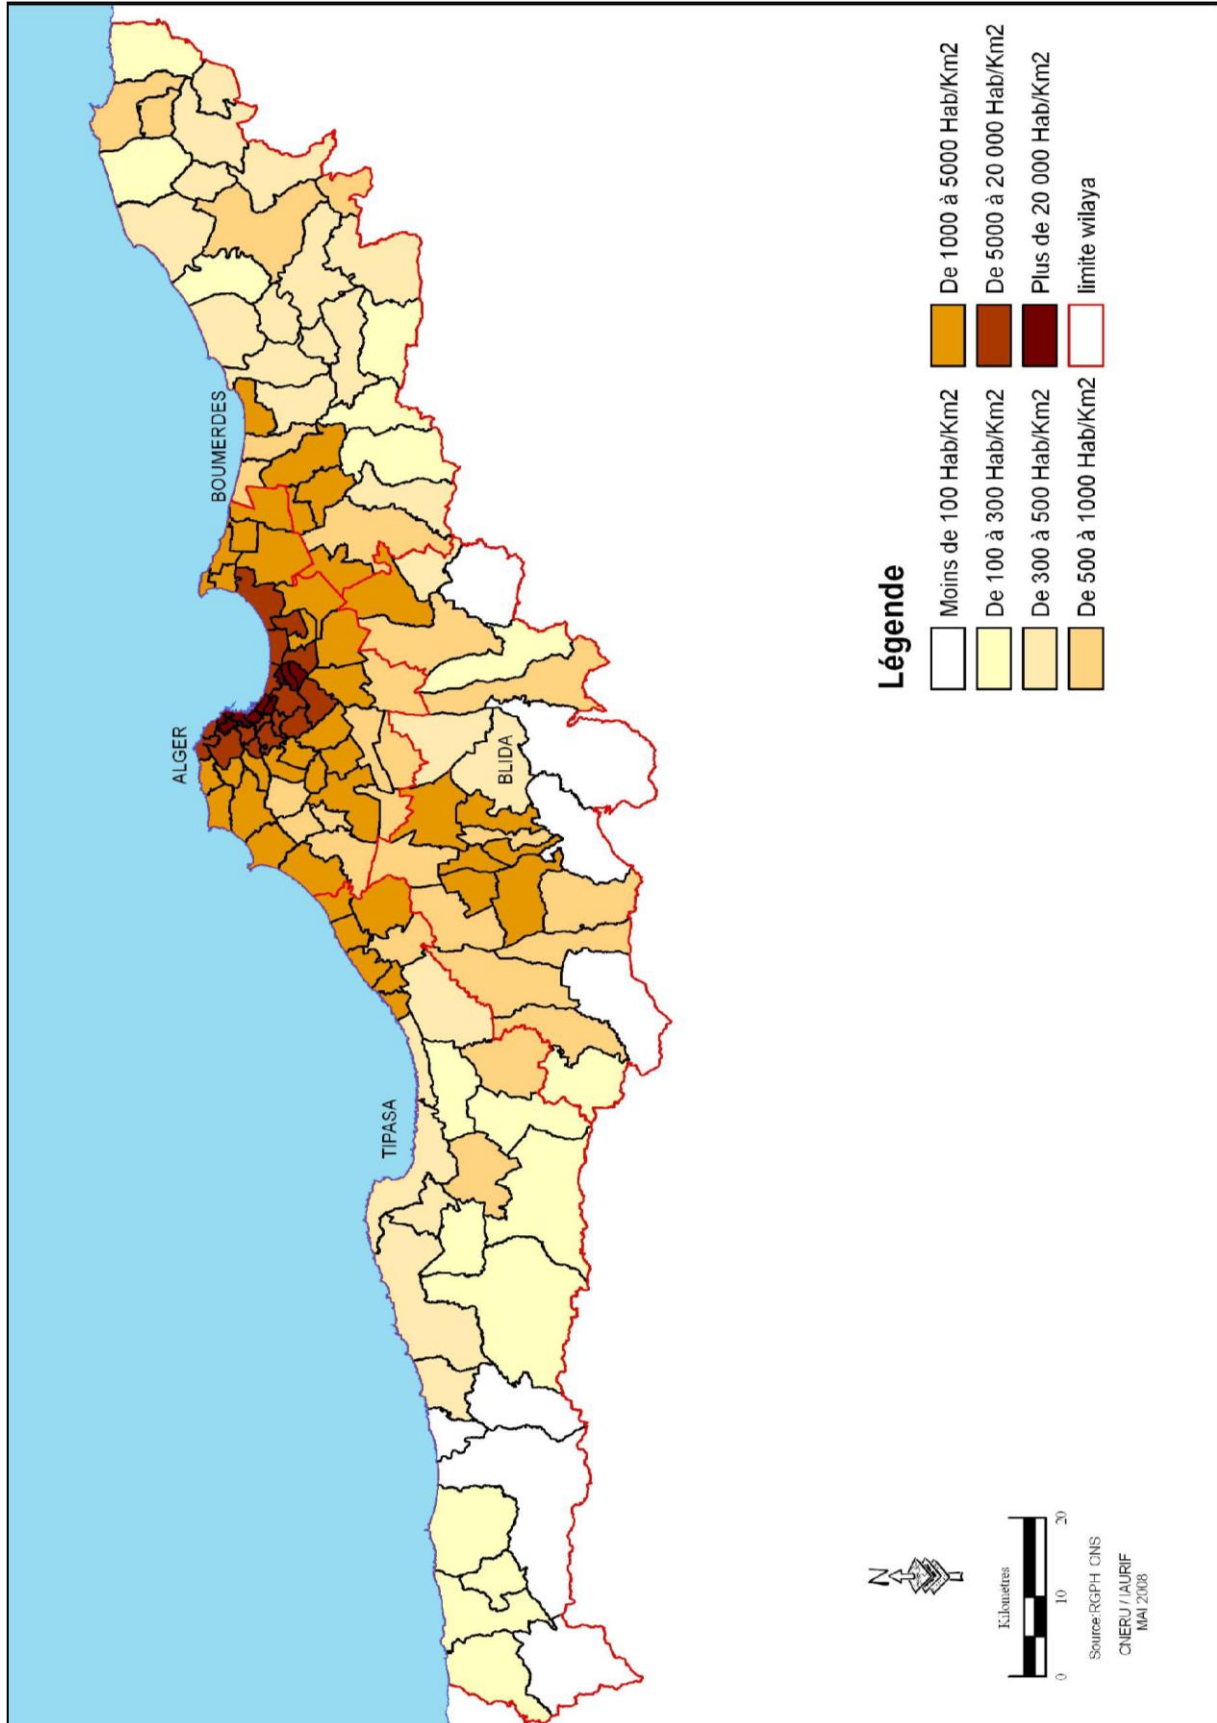 BOUMERDES
ALGER
BLIDA
TIPASA
Légende
Moins de 100 Hab/Km2
De 100 à 300 Hab/Km2
De 300 à 500 Hab/Km2
De 500 à 1000 Hab/Km2
De 1000 à 5000 Hab/Km2
De 5000 à 20 000 Hab/Km2
Plus de 20 000 Hab/Km2
limite wilaya
N
Kilometres
0 10 20
Source:RGPH ONS
CNERU / IAURIF
MAI 2008